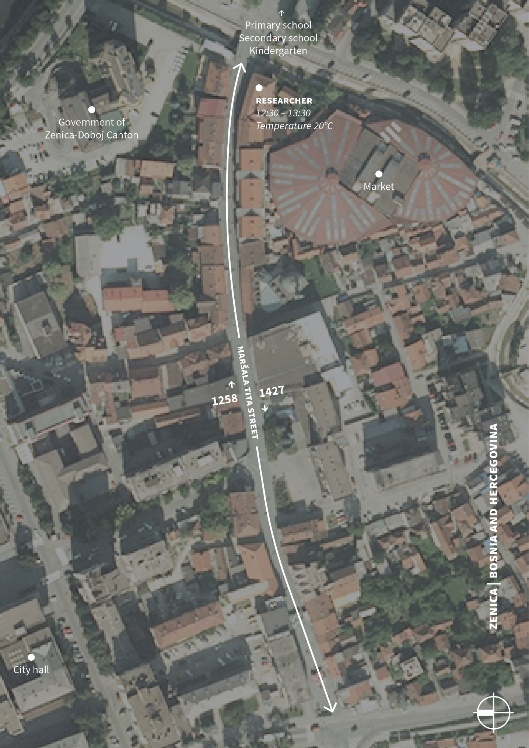 ↑
Primary school
Secondary school
Kindergarten
RESEARCHER
12:30 – 13:30
Temperature 20°C
Government of
Zenica-Doboj Canton
Market
MARŠALA TITA STREET
↑
1258
1427
↓
ZENICA | BOSNIA AND HERCEGOVINA
City hall